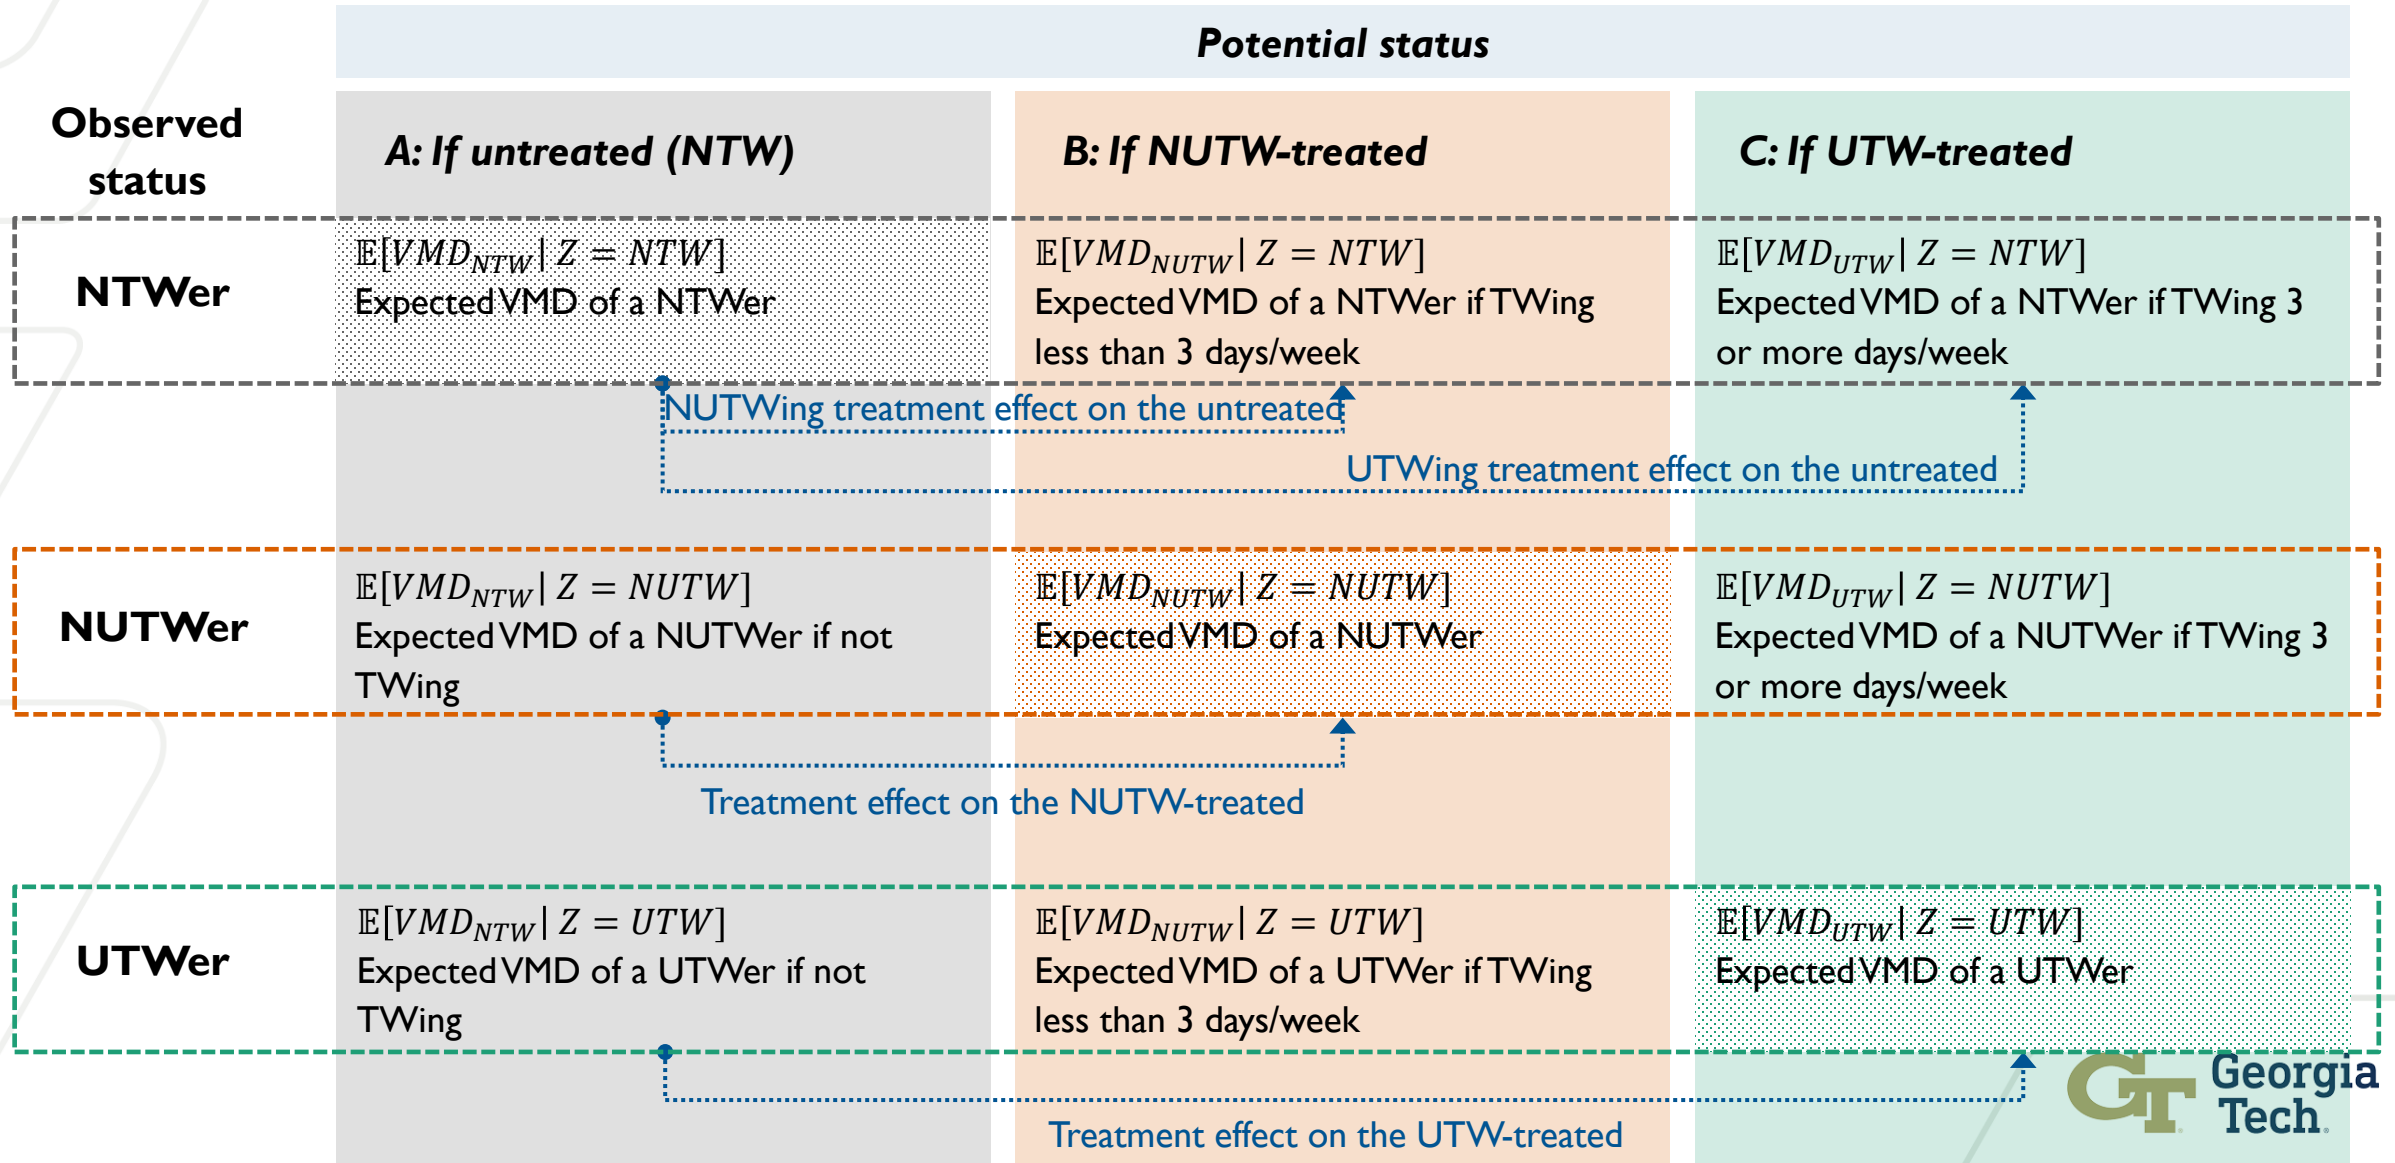 Potential status
Observed
status
A: If untreated (NTW)
B: If NUTW-treated
C: If UTW-treated
NTWer
𝔼[VMD_NTW | Z = NTW]
Expected VMD of a NTWer
𝔼[VMD_NUTW | Z = NTW]
Expected VMD of a NTWer if TWing
less than 3 days/week
𝔼[VMD_UTW | Z = NTW]
Expected VMD of a NTWer if TWing 3
or more days/week
NUTWing treatment effect on the untreated
UTWing treatment effect on the untreated
NUTWer
𝔼[VMD_NTW | Z = NUTW]
Expected VMD of a NUTWer if not
TWing
𝔼[VMD_NUTW | Z = NUTW]
Expected VMD of a NUTWer
𝔼[VMD_UTW | Z = NUTW]
Expected VMD of a NUTWer if TWing 3
or more days/week
Treatment effect on the NUTW-treated
UTWer
𝔼[VMD_NTW | Z = UTW]
Expected VMD of a UTWer if not
TWing
𝔼[VMD_NUTW | Z = UTW]
Expected VMD of a UTWer if TWing
less than 3 days/week
𝔼[VMD_UTW | Z = UTW]
Expected VMD of a UTWer
Treatment effect on the UTW-treated
GT
Georgia
Tech